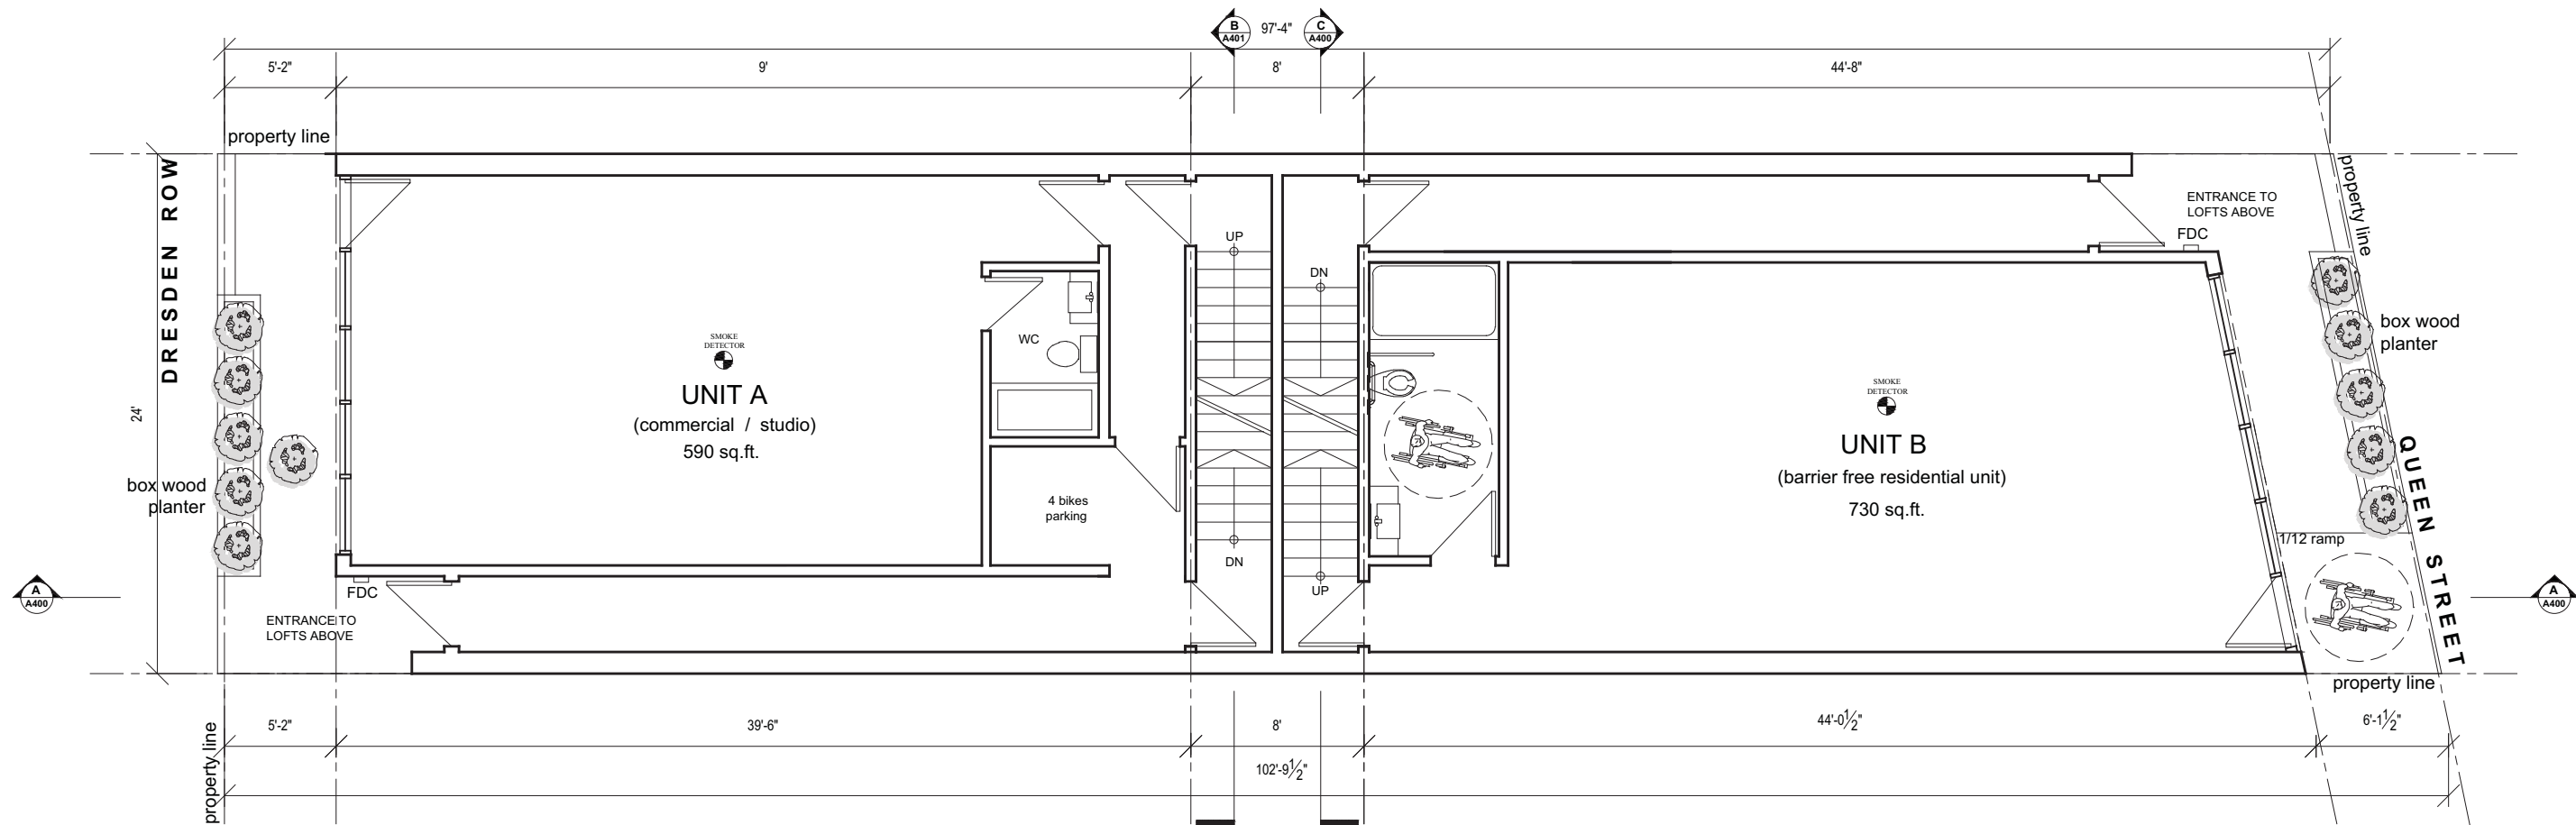 B
A401
97'-4"
C
A400
5'-2"
9'
8'
44'-8"
property line
DRESDEN ROW
24'
box wood
planter
SMOKE
DETECTOR
UNIT A
(commercial / studio)
590 sq.ft.
WC
4 bikes
parking
UP
DN
DN
UP
SMOKE
DETECTOR
UNIT B
(barrier free residential unit)
730 sq.ft.
ENTRANCE TO
LOFTS ABOVE
FDC
property line
box wood
planter
QUEEN STREET
1/12 ramp
A
A400
FDC
ENTRANCE TO
LOFTS ABOVE
A
A400
property line
property line
5'-2"
39'-6"
8'
44'-0½"
6'-1½"
102'-9½"